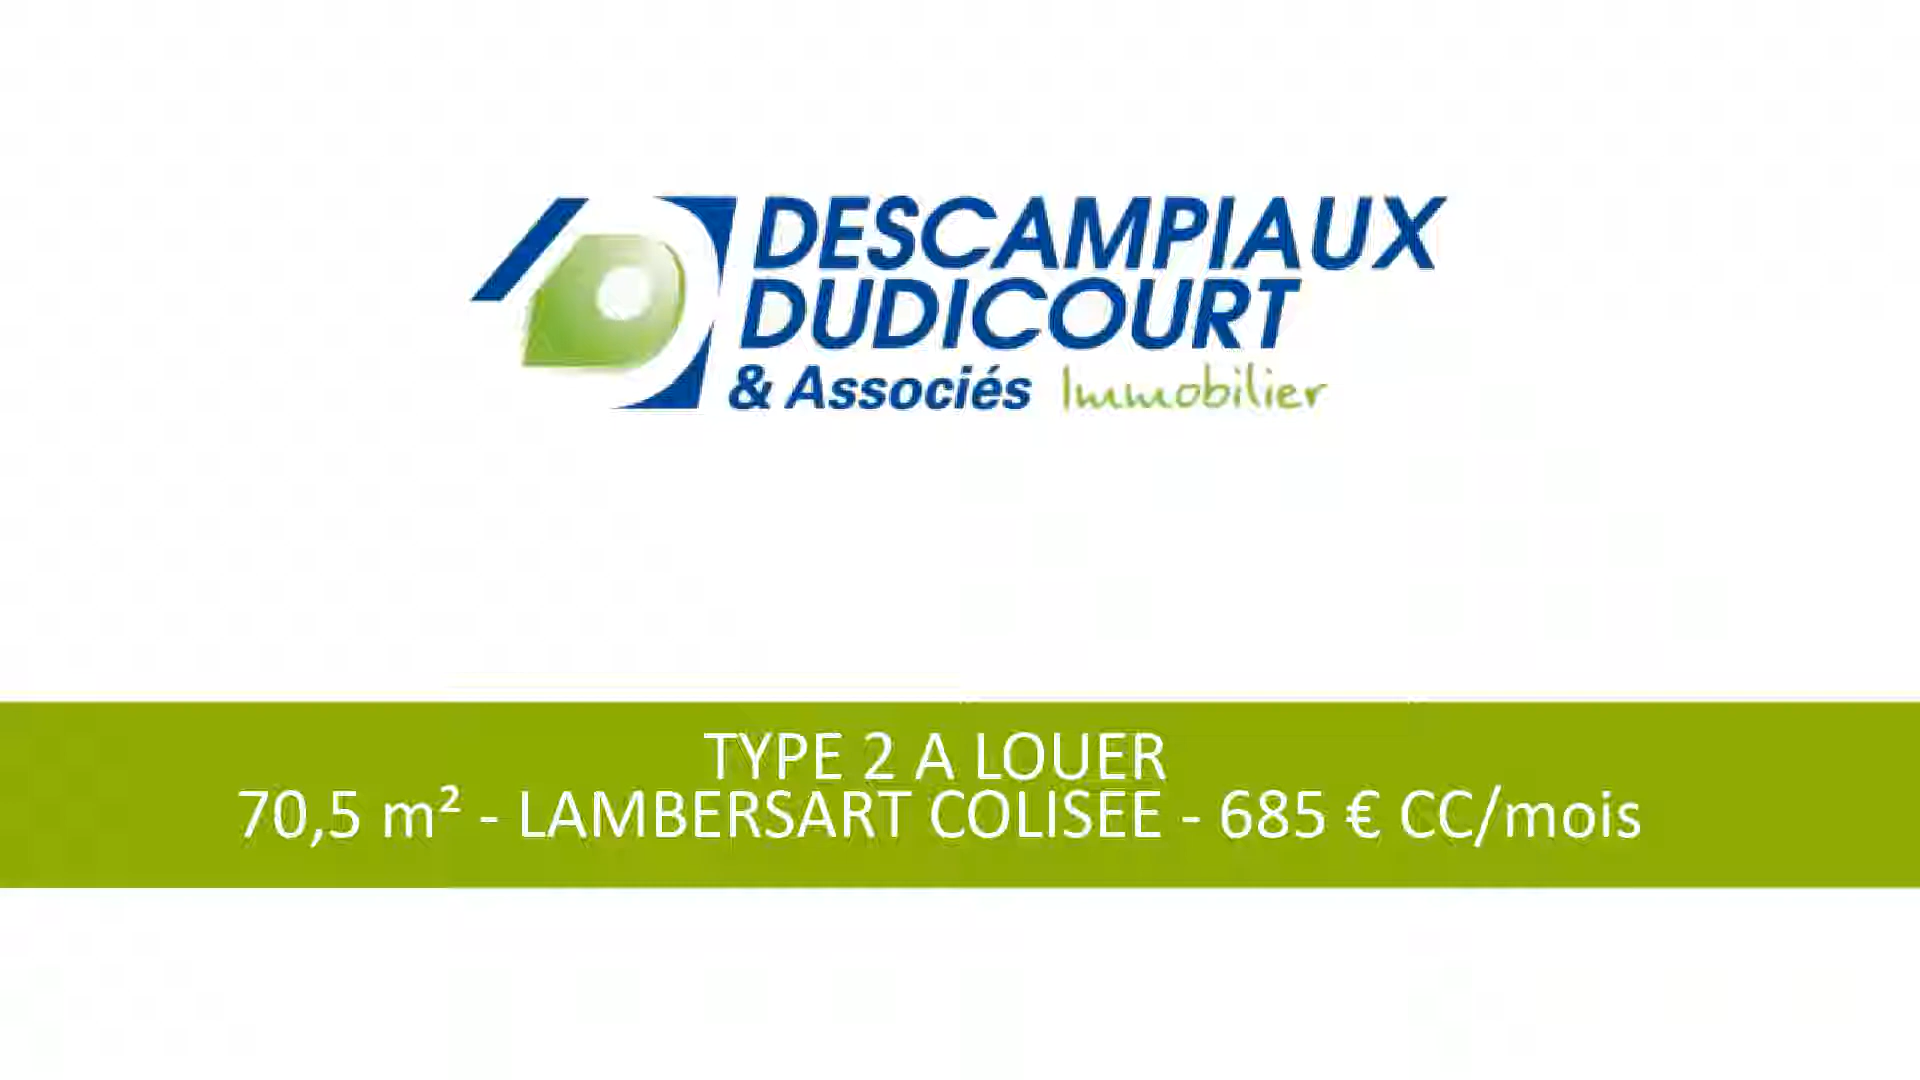 DESCAMPIAUX
DUDICOURT
& Associés Immobilier
TYPE 2 A LOUER
70,5 m² - LAMBERSART COLISEE - 685 € CC/mois